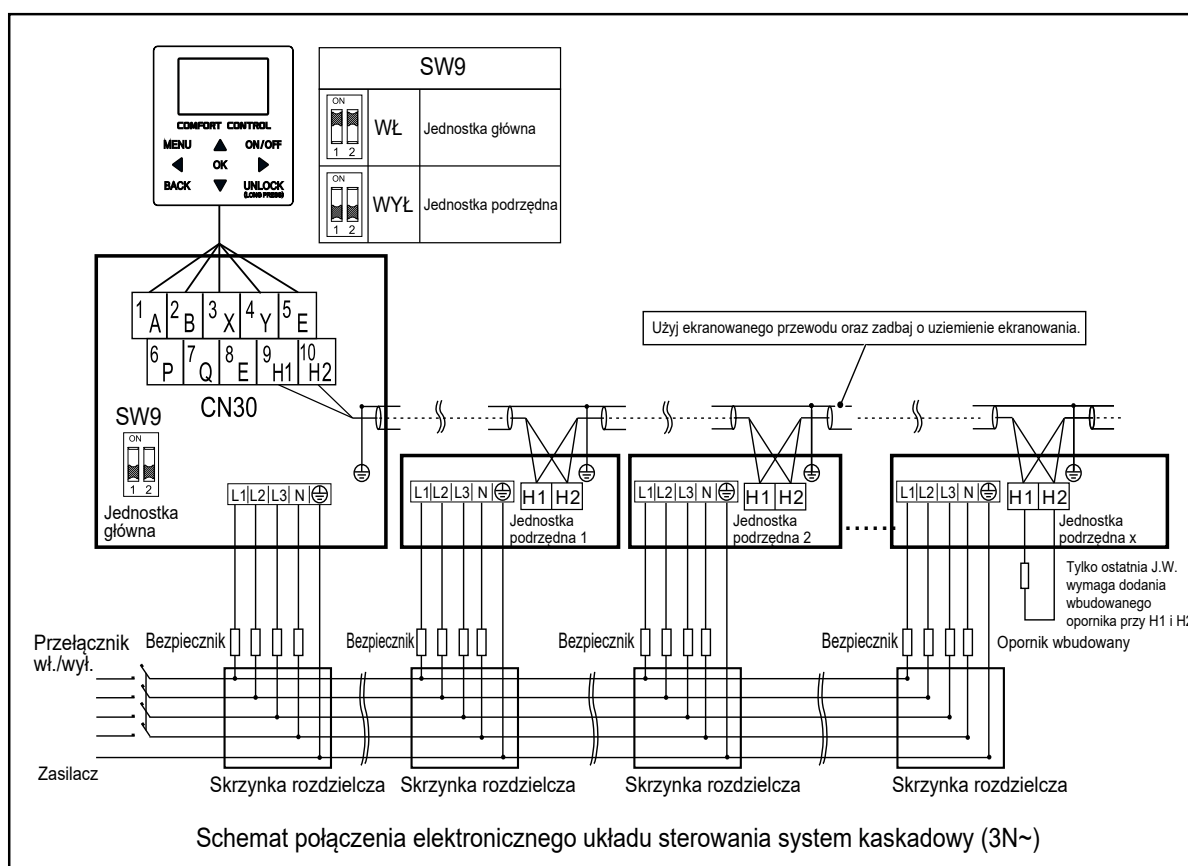 SW9
COMFORT CONTROL
MENU
ON/OFF
OK
BACK
UNLOCK
(LONG PRESS)
ON
1 2
WŁ
Jednostka główna
ON
1 2
WYŁ
Jednostka podrzędna
1 A
2 B
3 X
4 Y
5 E
6 P
7 Q
8 E
9 H1
10 H2
CN30
Użyj ekranowanego przewodu oraz zadbaj o uziemienie ekranowania.
SW9
ON
1 2
Jednostka
główna
L1 L2 L3 N
L1 L2 L3 N
H1 H2
Jednostka
podrzędna 1
L1 L2 L3 N
H1 H2
Jednostka
podrzędna 2
......
L1 L2 L3 N
H1 H2
Jednostka
podrzędna x
Tylko ostatnia J.W.
wymaga dodania
wbudowanego
opornika przy H1 i H2
Opornik wbudowany
Przełącznik
wł./wył.
Bezpiecznik
Bezpiecznik
Bezpiecznik
Bezpiecznik
Zasilacz
Skrzynka rozdzielcza
Skrzynka rozdzielcza
Skrzynka rozdzielcza
Skrzynka rozdzielcza
Schemat połączenia elektronicznego układu sterowania system kaskadowy (3N~)